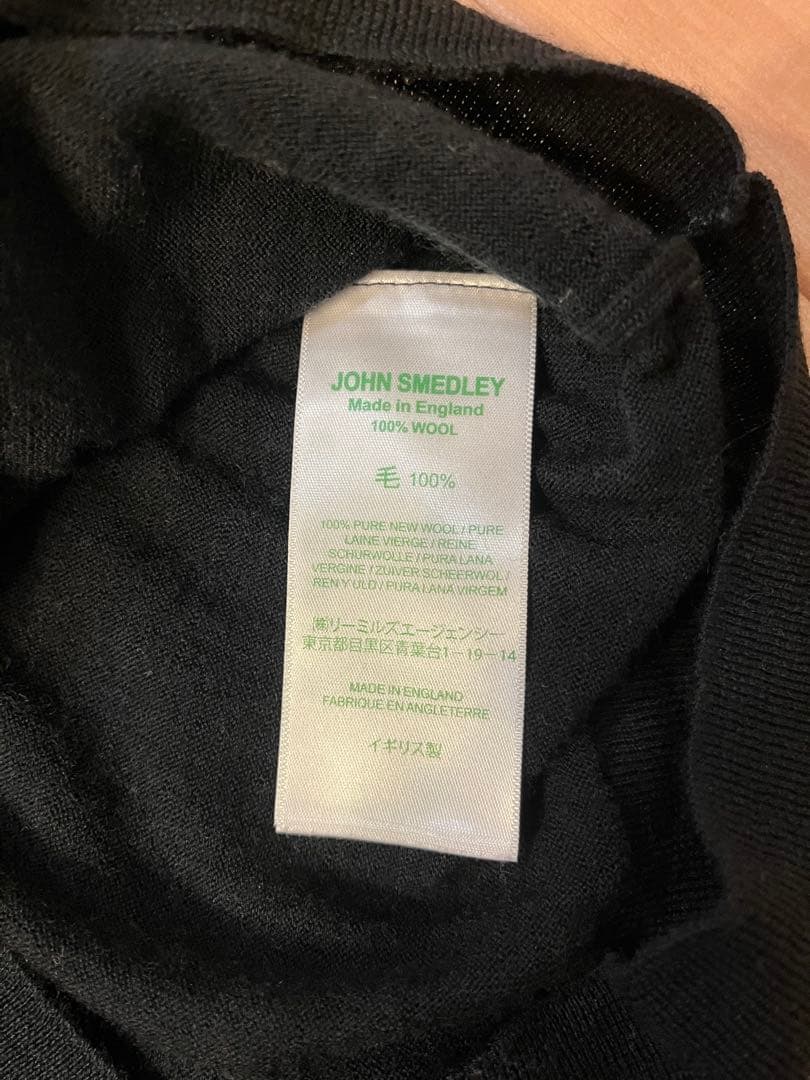 JOHN SMEDLEY
Made in England
100% WOOL
毛 100%
100% PURE NEW WOOL / PURE
LAINE VIERGE / REINE
SCHURWOLLE / PURA LANA
VERGINE / ZUIVER SCHEERWOL /
REN Y ULD / PURA LANA VIRGEM
㈱リーミルズエージェンシー
東京都目黒区青葉台1-19-14
MADE IN ENGLAND
FABRIQUE EN ANGLETERRE
イギリス製